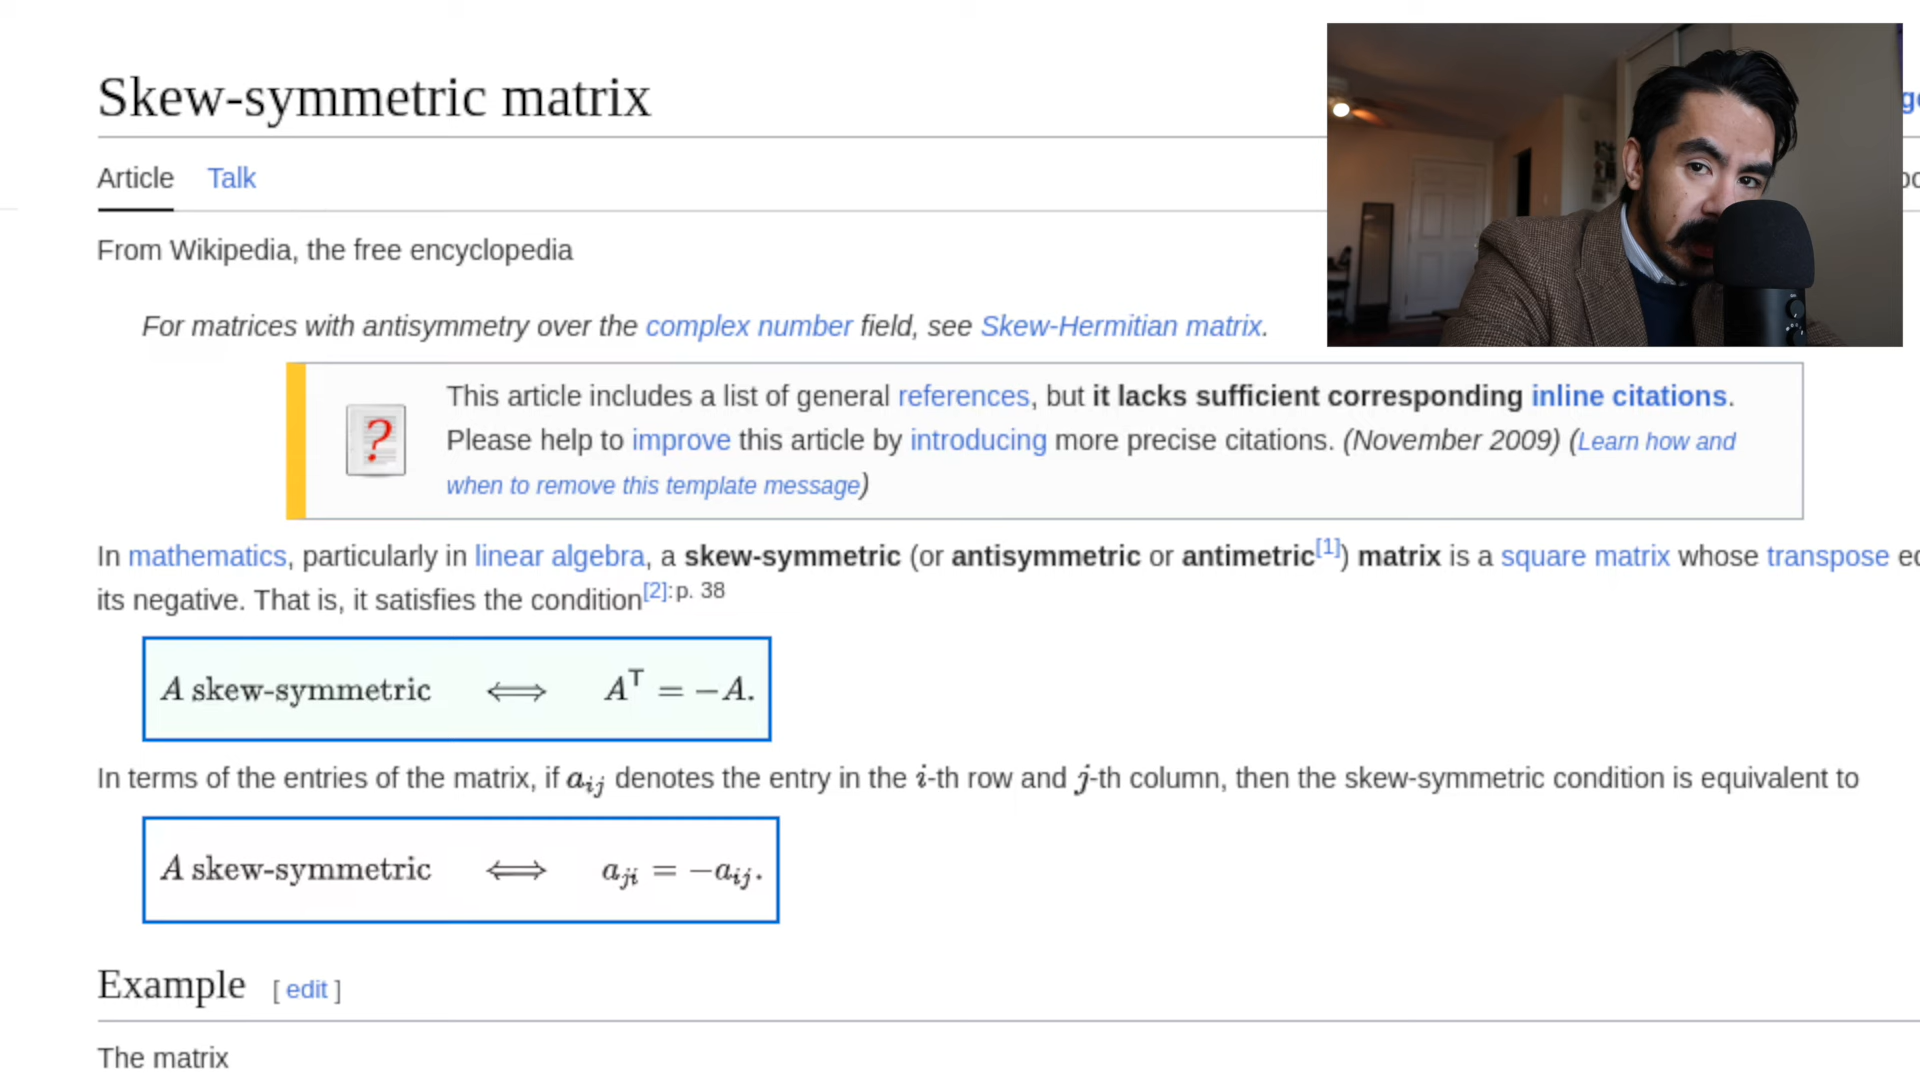 Skew-symmetric matrix
Article Talk
From Wikipedia, the free encyclopedia
For matrices with antisymmetry over the complex number field, see Skew-Hermitian matrix.
This article includes a list of general references, but it lacks sufficient corresponding inline citations.
Please help to improve this article by introducing more precise citations. (November 2009) (Learn how and
when to remove this template message)
In mathematics, particularly in linear algebra, a skew-symmetric (or antisymmetric or antimetric[1]) matrix is a square matrix whose transpose
its negative. That is, it satisfies the condition[2]: p. 38
A skew-symmetric ⟺ Aᵀ = −A.
In terms of the entries of the matrix, if aᵢⱼ denotes the entry in the i-th row and j-th column, then the skew-symmetric condition is equivalent to
A skew-symmetric ⟺ aⱼᵢ = −aᵢⱼ.
Example [ edit ]
The matrix